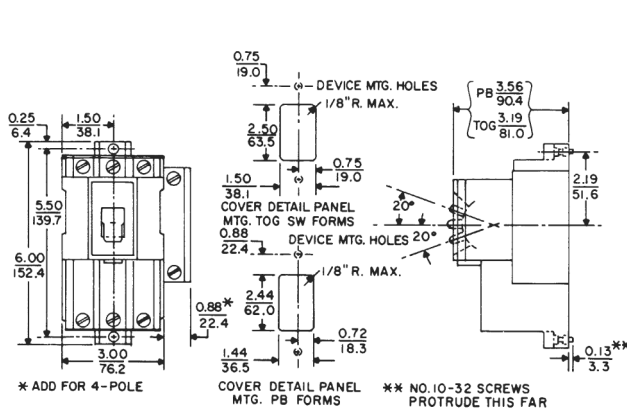 0.75
19.0
DEVICE MTG. HOLES
1/8"R. MAX.
2.50
63.5
0.75
19.0
1.50
38.1
COVER DETAIL PANEL
MTG. TOG SW FORMS
0.25
6.4
1.50
38.1
5.50
139.7
6.00
152.4
3.00
76.2
0.88*
22.4
* ADD FOR 4-POLE
0.88
22.4
DEVICE MTG. HOLES
1/8"R. MAX.
2.44
62.0
0.72
18.3
1.44
36.5
COVER DETAIL PANEL
MTG. PB FORMS
PB 3.56
90.4
TOG 3.19
81.0
2.19
51.6
20°
20°
0.13**
3.3
** NO.10-32 SCREWS
PROTRUDE THIS FAR